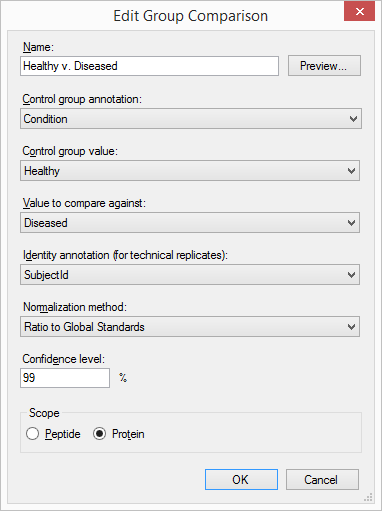 Edit Group Comparison
Name:
Healthy v. Diseased
Preview...
Control group annotation:
Condition
Control group value:
Healthy
Value to compare against:
Diseased
Identity annotation (for technical replicates):
SubjectId
Normalization method:
Ratio to Global Standards
Confidence level:
99 %
Scope
Peptide Protein
OK Cancel